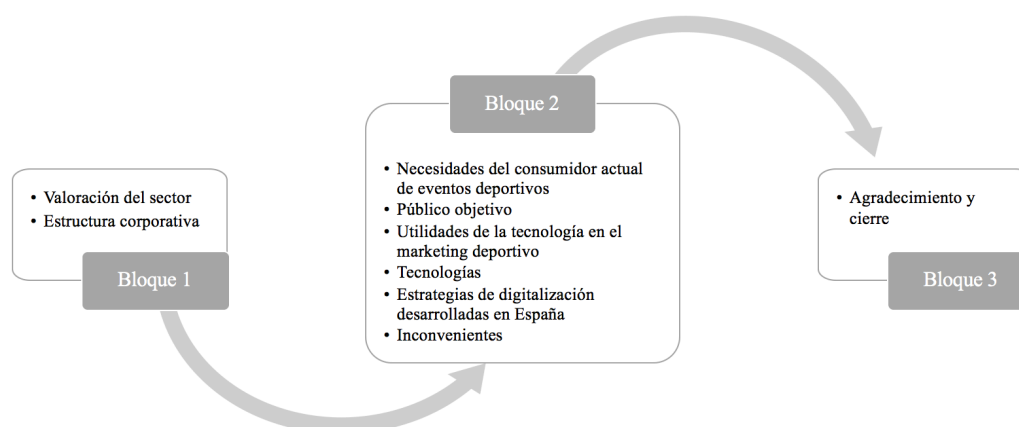 • Valoración del sector
• Estructura corporativa
Bloque 1
Bloque 2
• Necesidades del consumidor actual
de eventos deportivos
• Público objetivo
• Utilidades de la tecnología en el
marketing deportivo
• Tecnologías
• Estrategias de digitalización
desarrolladas en España
• Inconvenientes
• Agradecimiento y
cierre
Bloque 3